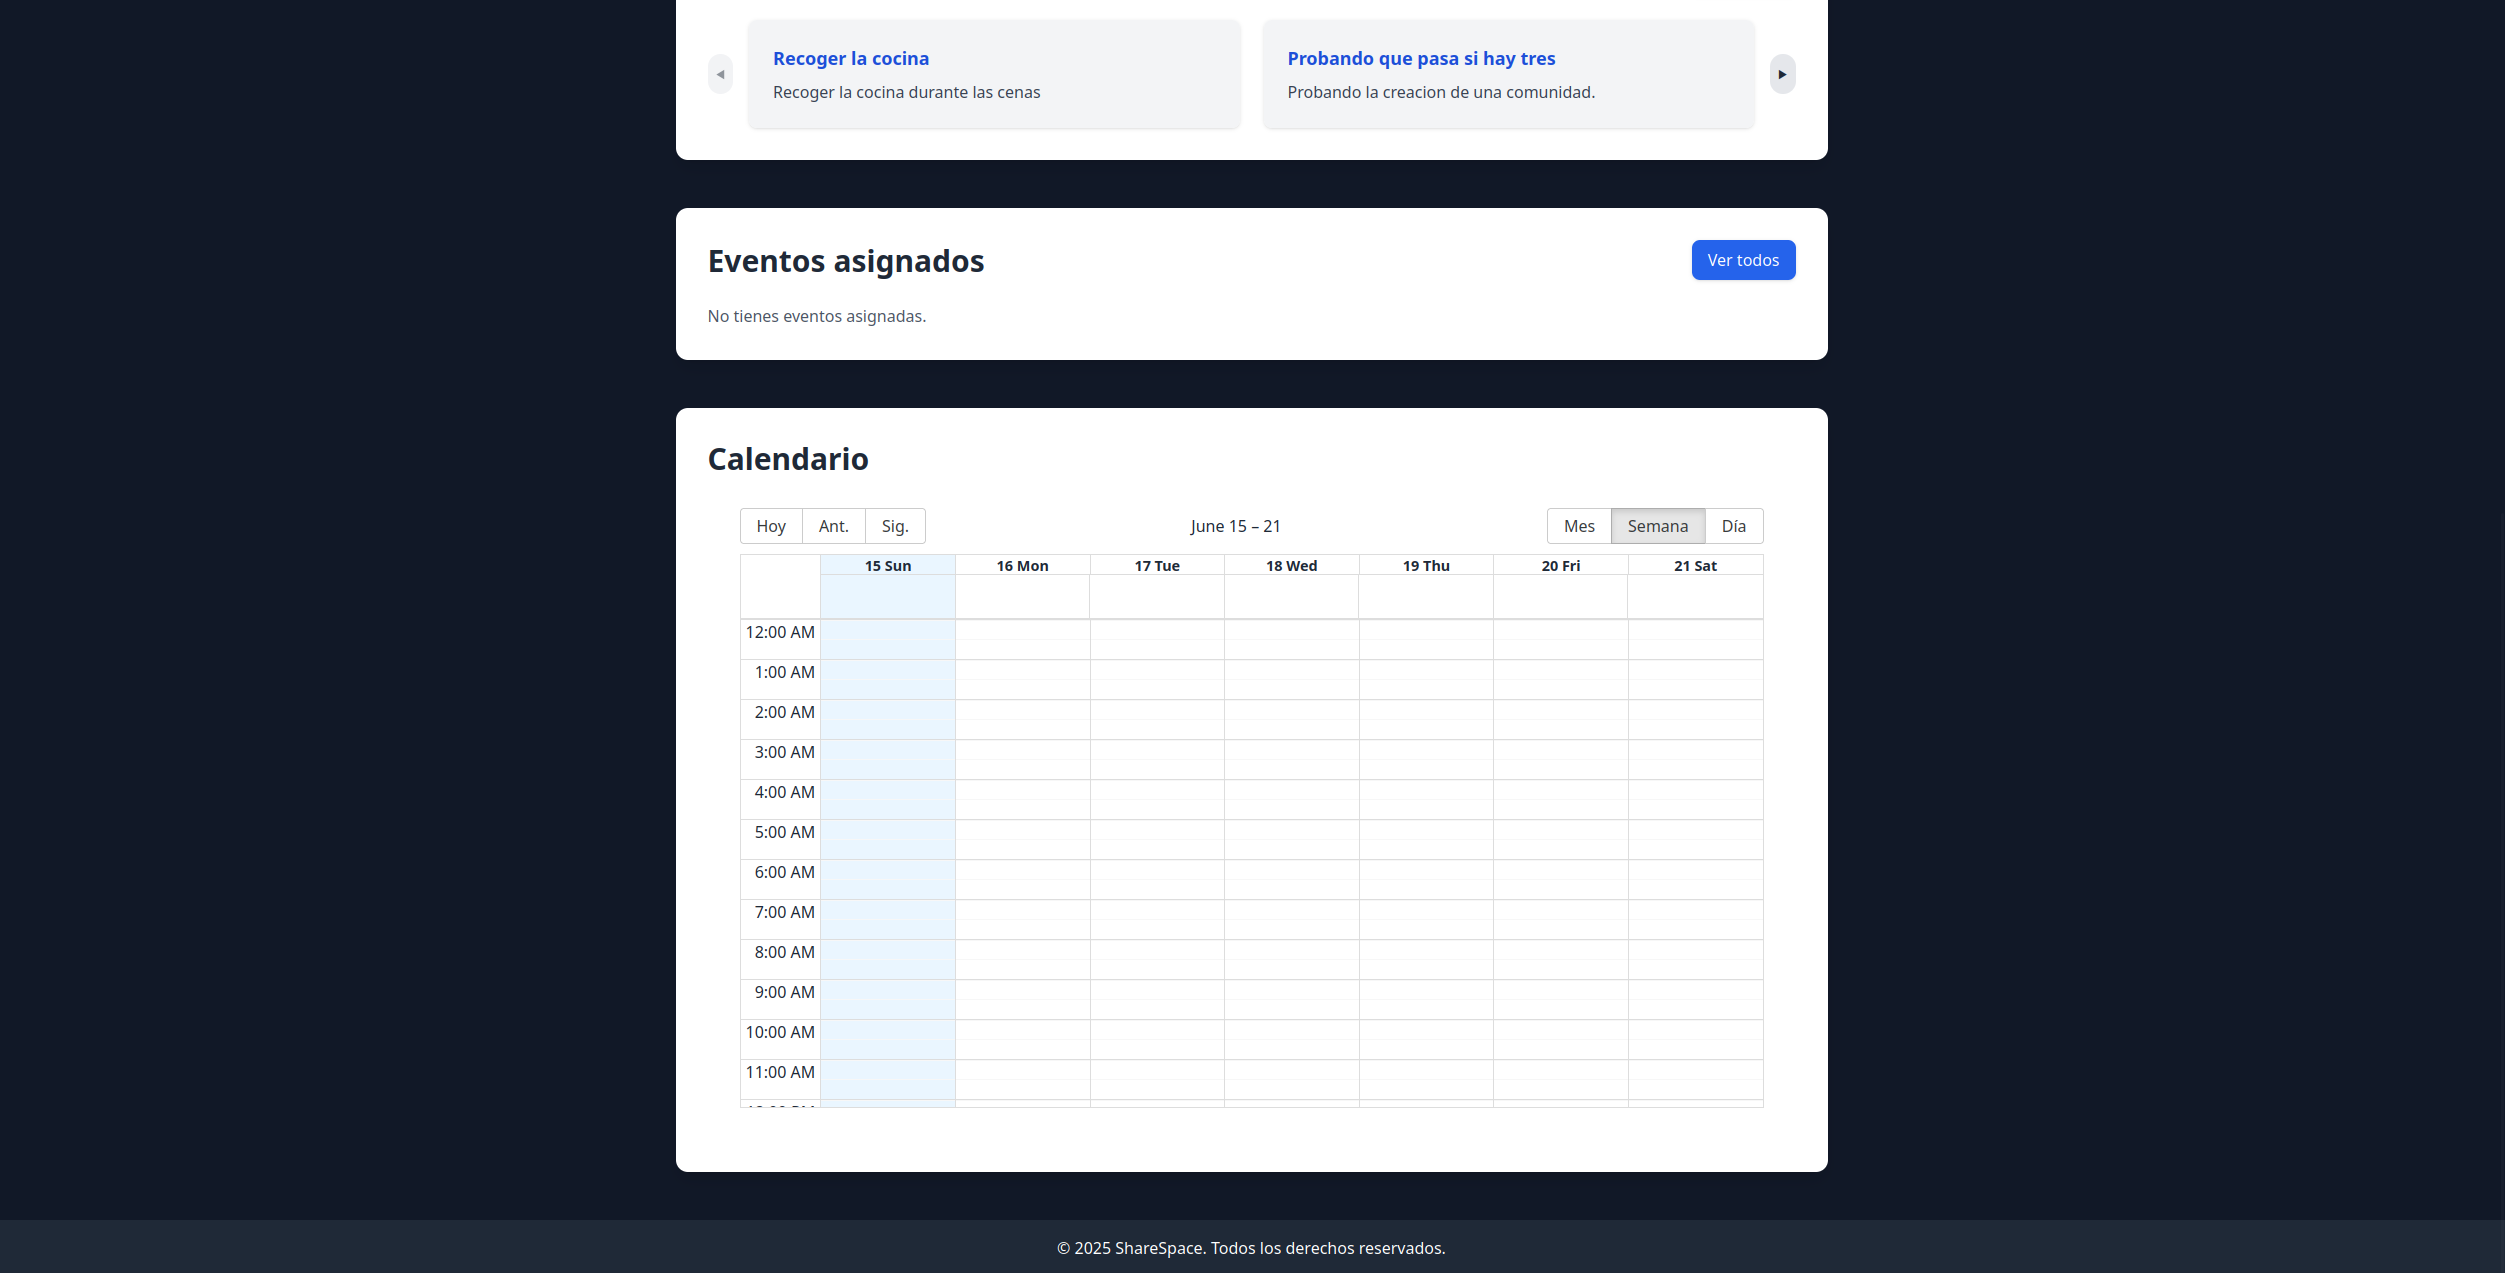 Recoger la cocina
Recoger la cocina durante las cenas
Probando que pasa si hay tres
Probando la creacion de una comunidad.
Eventos asignados
Ver todos
No tienes eventos asignadas.
Calendario
Hoy Ant. Sig.
June 15 – 21
Mes Semana Día
15 Sun 16 Mon 17 Tue 18 Wed 19 Thu 20 Fri 21 Sat
12:00 AM
1:00 AM
2:00 AM
3:00 AM
4:00 AM
5:00 AM
6:00 AM
7:00 AM
8:00 AM
9:00 AM
10:00 AM
11:00 AM
© 2025 ShareSpace. Todos los derechos reservados.